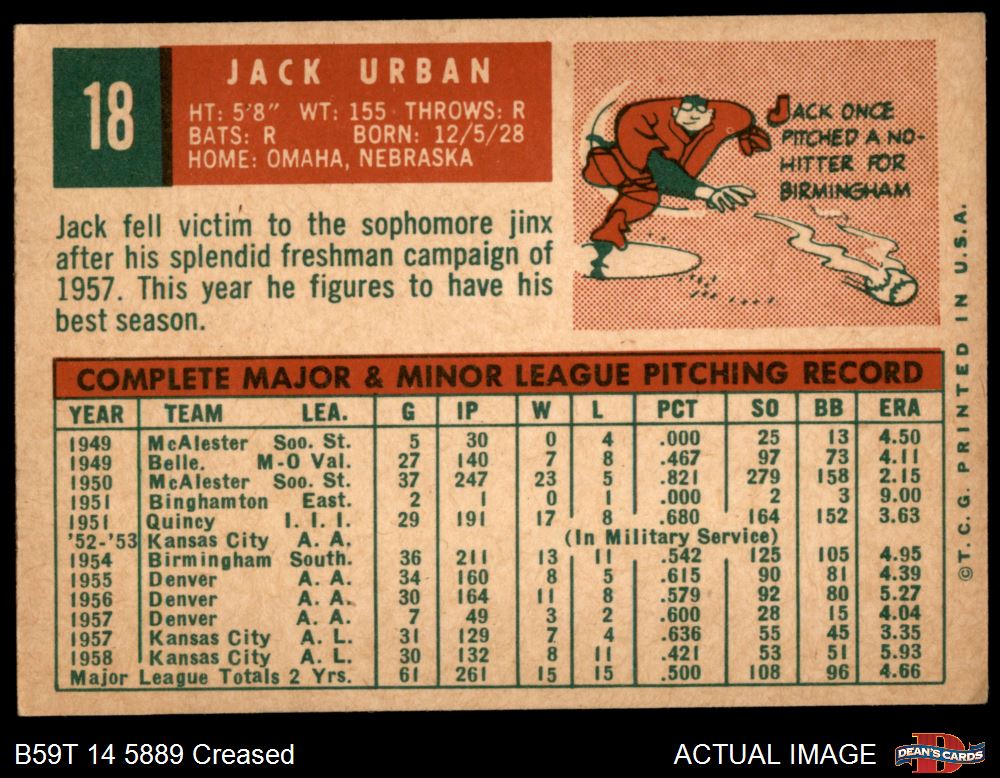 18
JACK URBAN
HT: 5'8" WT: 155 THROWS: R
BATS: R BORN: 12/5/28
HOME: OMAHA, NEBRASKA
JACK ONCE
PITCHED A NO-
HITTER FOR
BIRMINGHAM
Jack fell victim to the sophomore jinx
after his splendid freshman campaign of
1957. This year he figures to have his
best season.
COMPLETE MAJOR & MINOR LEAGUE PITCHING RECORD
YEAR TEAM LEA. G IP W L PCT SO BB ERA
1949 McAlester Soo. St. 5 30 0 4 .000 25 13 4.50
1949 Belle. M-O Val. 27 140 7 8 .467 97 73 4.11
1950 McAlester Soo. St. 37 247 23 5 .821 279 158 2.15
1951 Binghamton East. 2 1 0 1 .000 2 3 9.00
1951 Quincy I. I. I. 29 191 17 8 .680 164 152 3.63
'52-'53 Kansas City A. A. (In Military Service)
1954 Birmingham South. 36 211 13 11 .542 125 105 4.95
1955 Denver A. A. 34 160 8 5 .615 90 81 4.39
1956 Denver A. A. 30 164 11 8 .579 92 80 5.27
1957 Denver A. A. 7 49 3 2 .600 28 15 4.04
1957 Kansas City A. L. 31 129 7 4 .636 55 45 3.35
1958 Kansas City A. L. 30 132 8 11 .421 53 51 5.93
Major League Totals 2 Yrs. 61 261 15 15 .500 108 96 4.66
©T. C. G. PRINTED IN U.S.A.
B59T 14 5889 Creased
ACTUAL IMAGE
DEAN'S CARDS